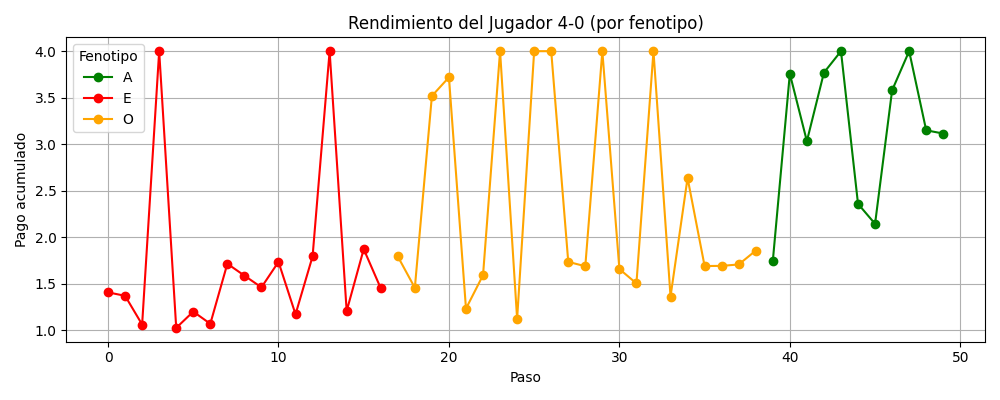 Rendimiento del Jugador 4-0 (por fenotipo)
Fenotipo
A
E
O
Pago acumulado
4.0
3.5
3.0
2.5
2.0
1.5
1.0
0
10
20
30
40
50
Paso